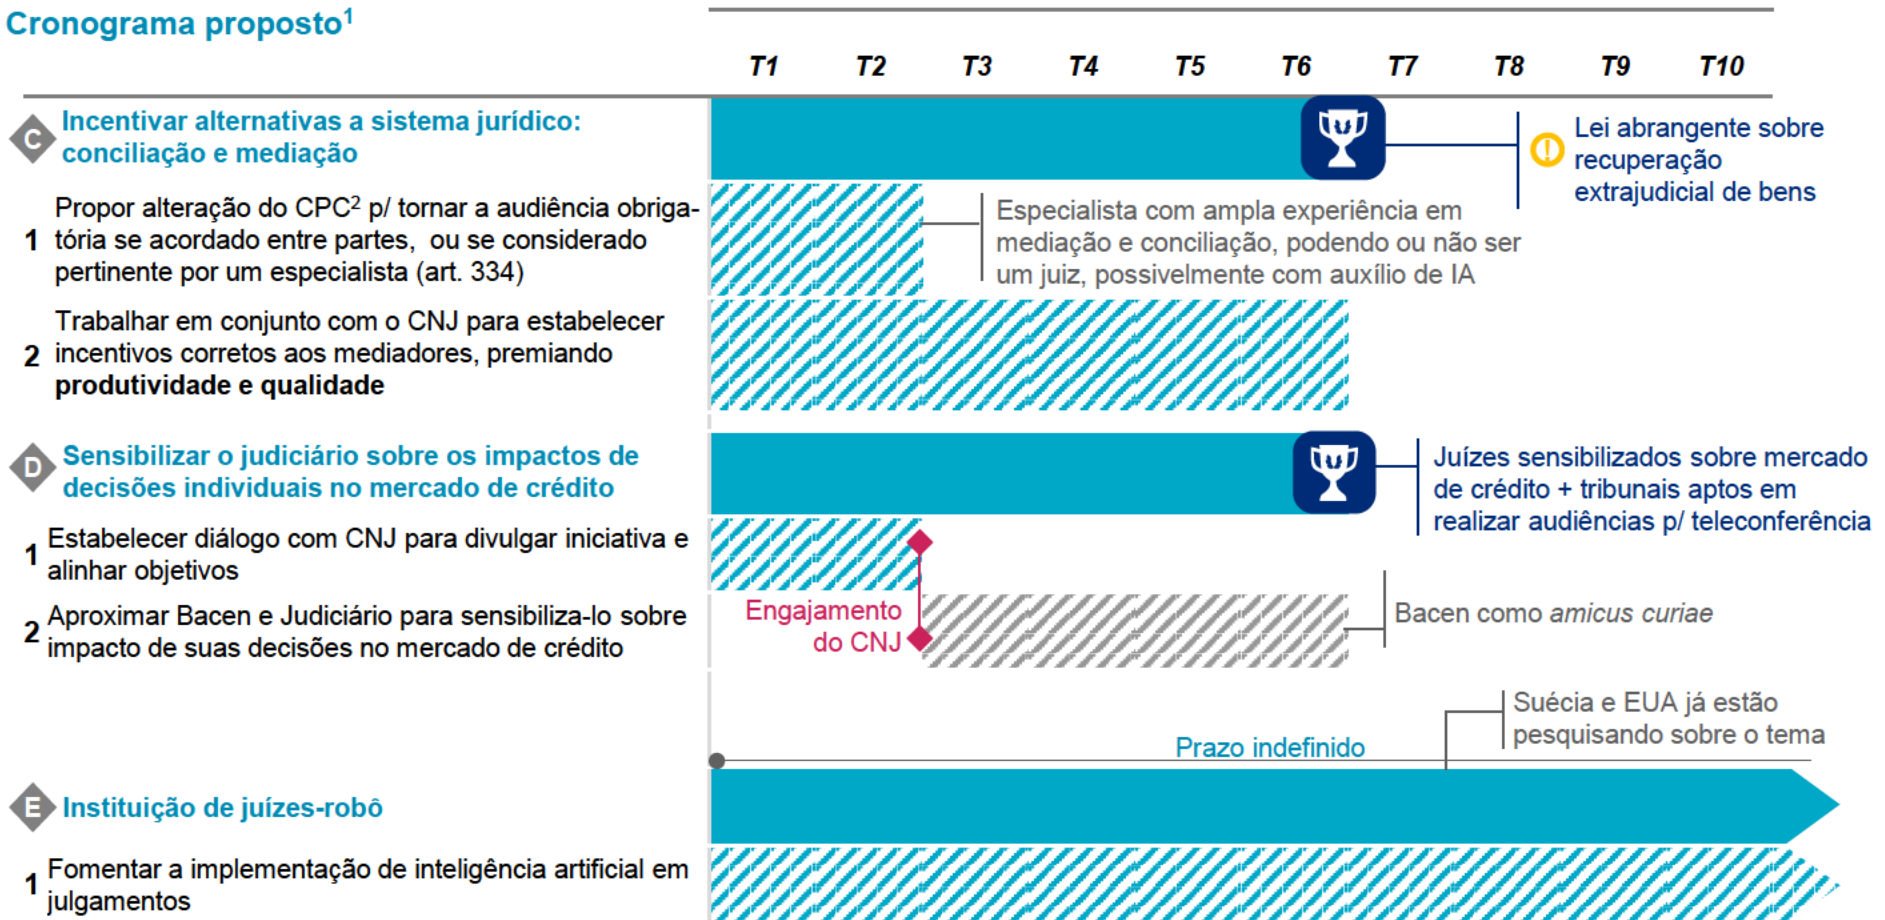 Cronograma proposto¹
T1 T2 T3 T4 T5 T6 T7 T8 T9 T10
C
Incentivar alternativas a sistema jurídico:
conciliação e mediação
Lei abrangente sobre
recuperação
extrajudicial de bens
1
Propor alteração do CPC² p/ tornar a audiência obriga-
tória se acordado entre partes, ou se considerado
pertinente por um especialista (art. 334)
Especialista com ampla experiência em
mediação e conciliação, podendo ou não ser
um juiz, possivelmente com auxílio de IA
2
Trabalhar em conjunto com o CNJ para estabelecer
incentivos corretos aos mediadores, premiando
produtividade e qualidade
D
Sensibilizar o judiciário sobre os impactos de
decisões individuais no mercado de crédito
Juízes sensibilizados sobre mercado
de crédito + tribunais aptos em
realizar audiências p/ teleconferência
1
Estabelecer diálogo com CNJ para divulgar iniciativa e
alinhar objetivos
Engajamento
do CNJ
2
Aproximar Bacen e Judiciário para sensibiliza-lo sobre
impacto de suas decisões no mercado de crédito
Bacen como amicus curiae
Suécia e EUA já estão
pesquisando sobre o tema
Prazo indefinido
E
Instituição de juízes-robô
1
Fomentar a implementação de inteligência artificial em
julgamentos